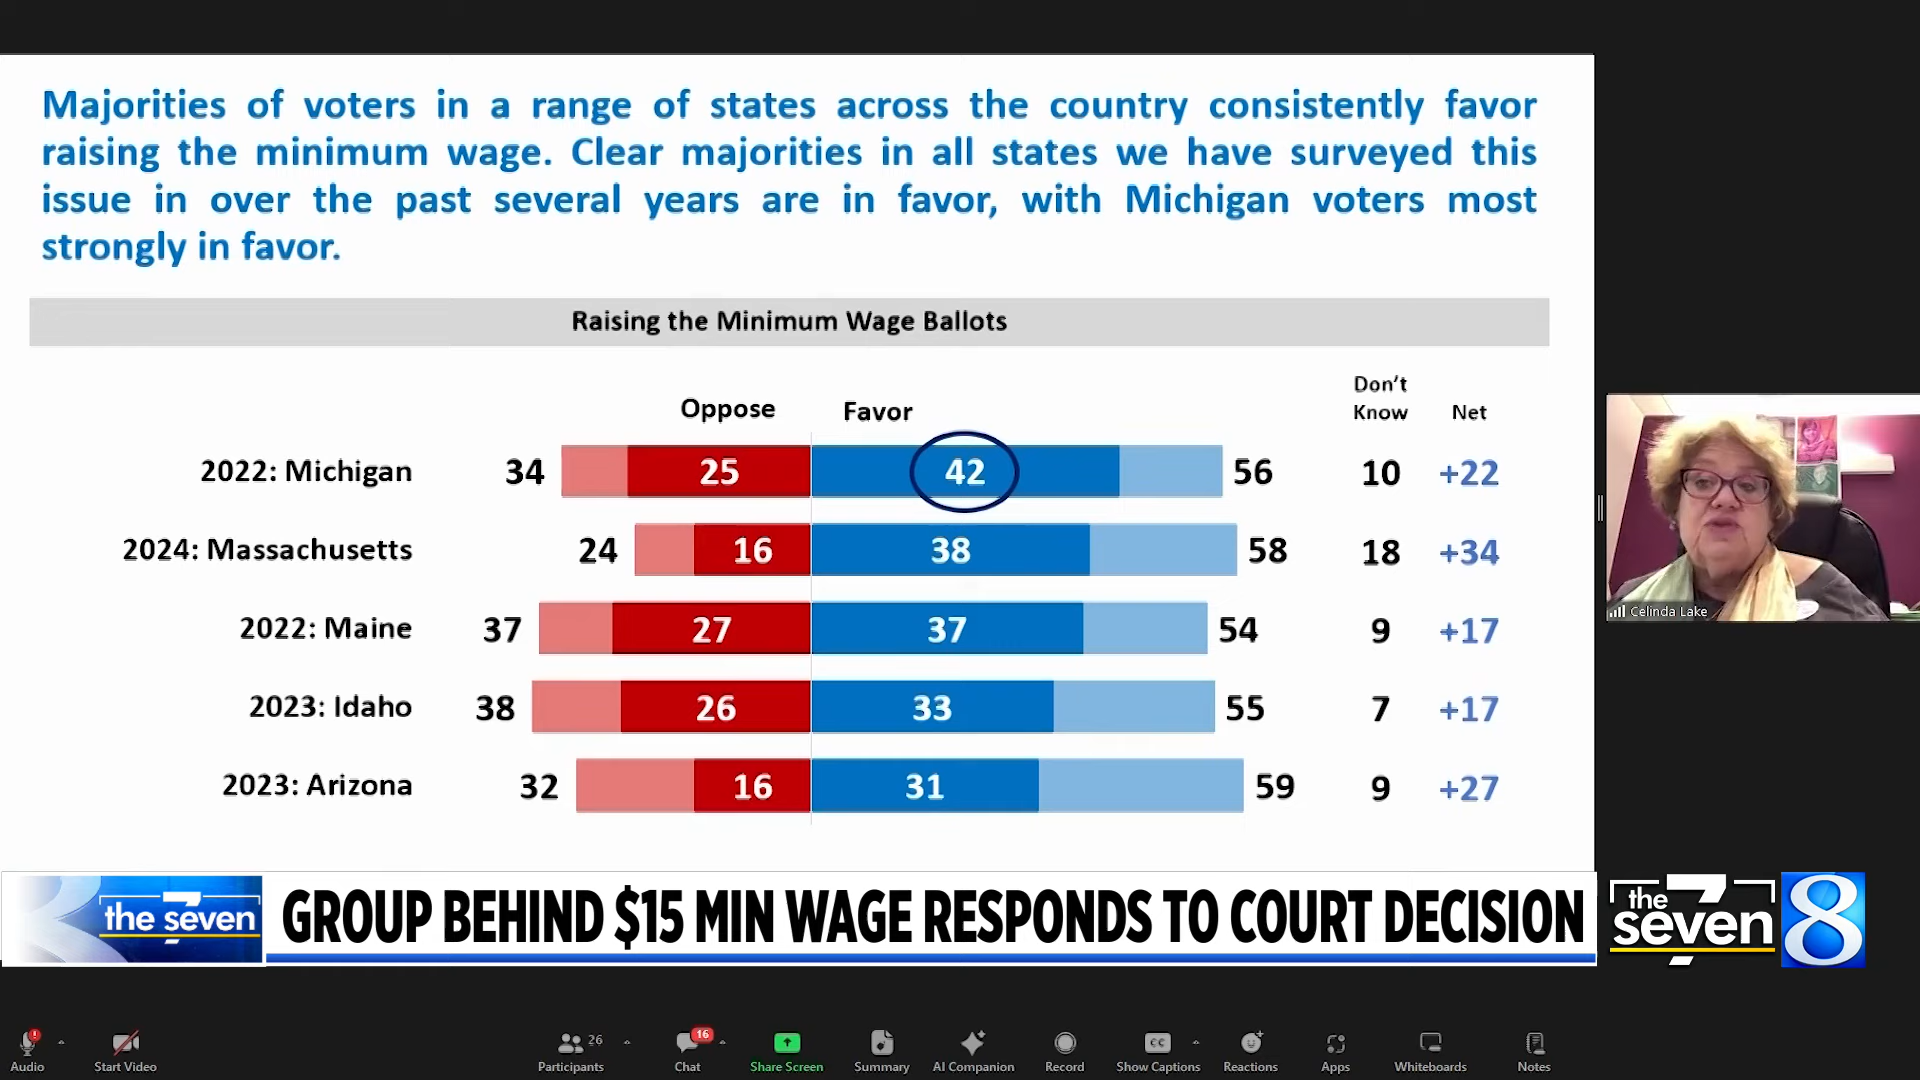 Majorities of voters in a range of states across the country consistently favor
raising the minimum wage. Clear majorities in all states we have surveyed this
issue in over the past several years are in favor, with Michigan voters most
strongly in favor.
Raising the Minimum Wage Ballots
Oppose Favor Don't Know Net
2022: Michigan 34 25 42 56 10 +22
2024: Massachusetts 24 16 38 58 18 +34
2022: Maine 37 27 37 54 9 +17
2023: Idaho 38 26 33 55 7 +17
2023: Arizona 32 16 31 59 9 +27
Celinda Lake
the seven
7
GROUP BEHIND $15 MIN WAGE RESPONDS TO COURT DECISION
the seven
7
8
Audio
Start Video
26
Participants
16
Chat
Share Screen
Summary
AI Companion
Record
CC
Show Captions
Reactions
Apps
Whiteboards
Notes